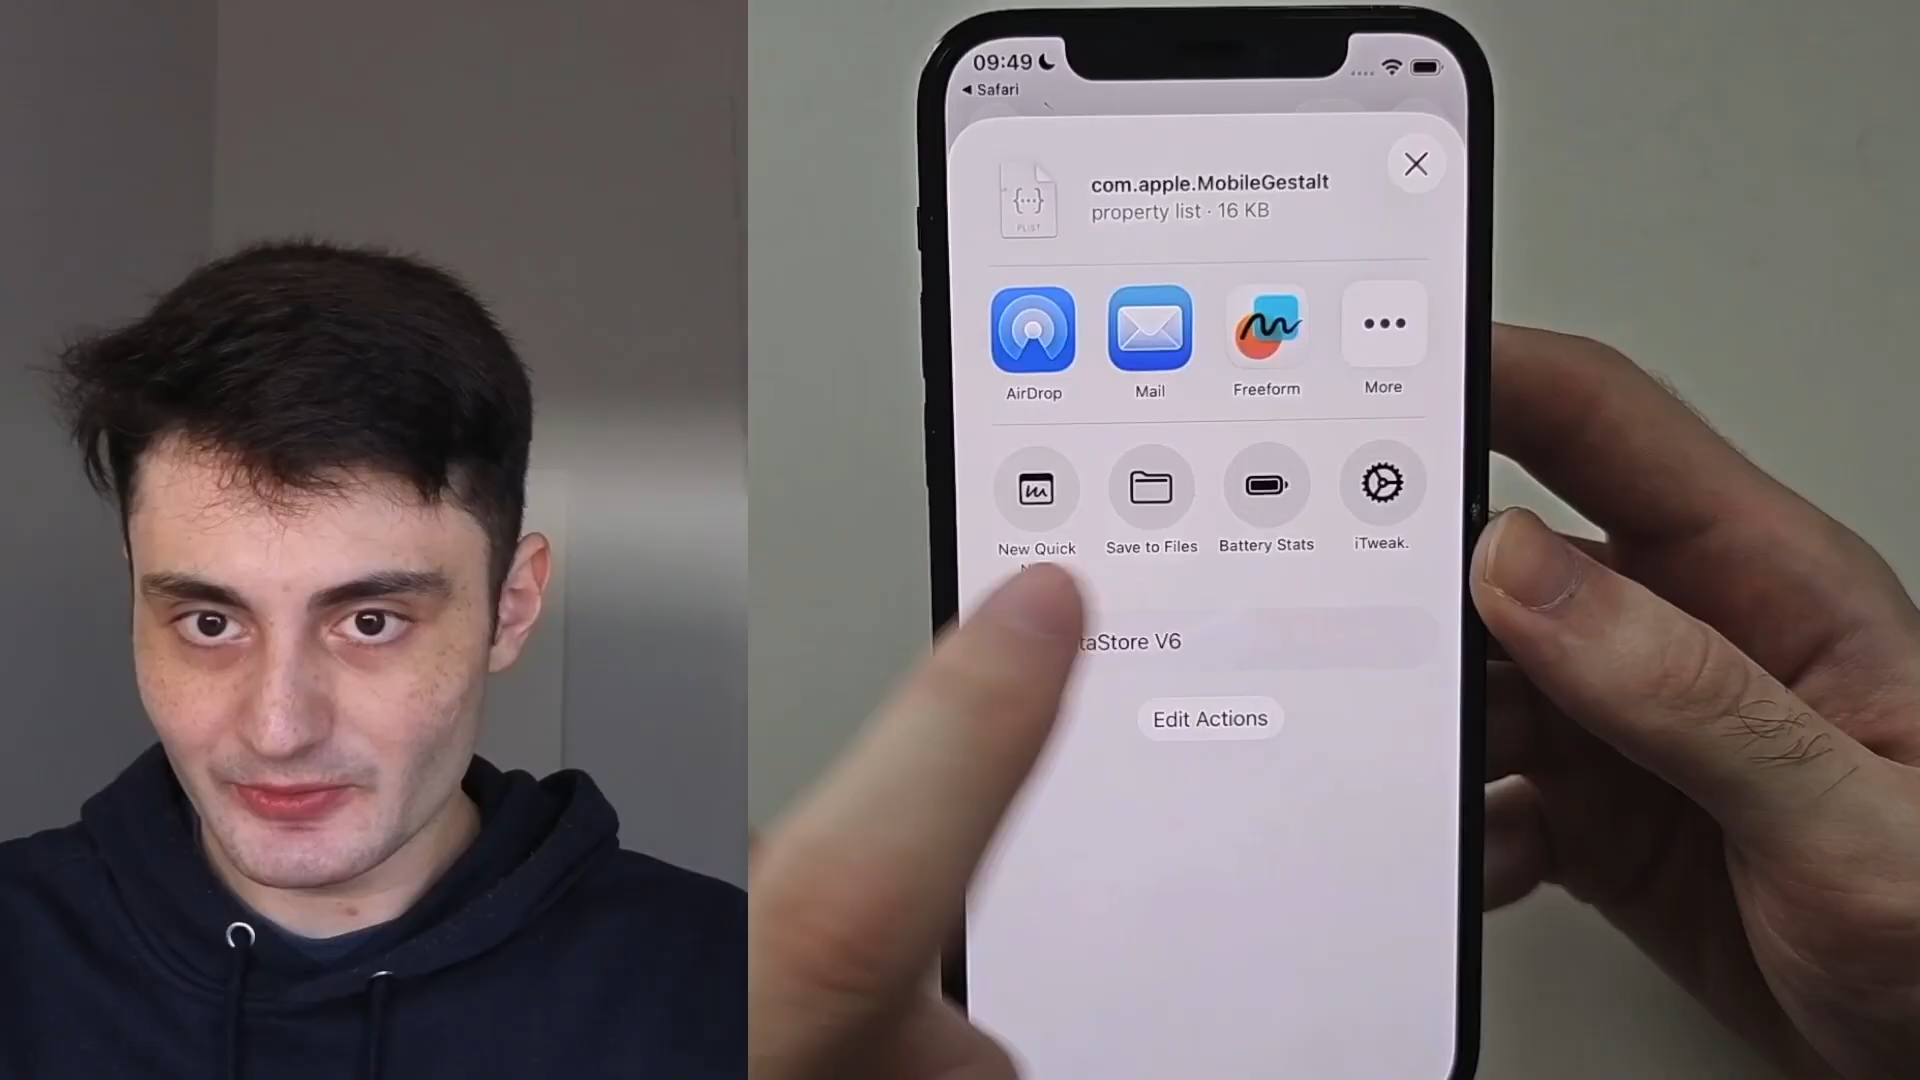 09:49
Safari
com.apple.MobileGestalt
property list · 16 KB
PLIST
AirDrop
Mail
Freeform
More
New Quick
Save to Files
Battery Stats
iTweak.
taStore V6
Edit Actions